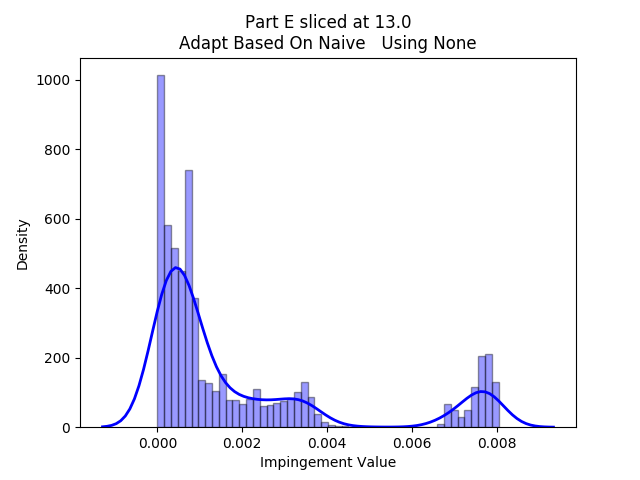 Part E sliced at 13.0
Adapt Based On Naive   Using None
1000
800
600
400
200
0
Density
0.000 0.002 0.004 0.006 0.008
Impingement Value